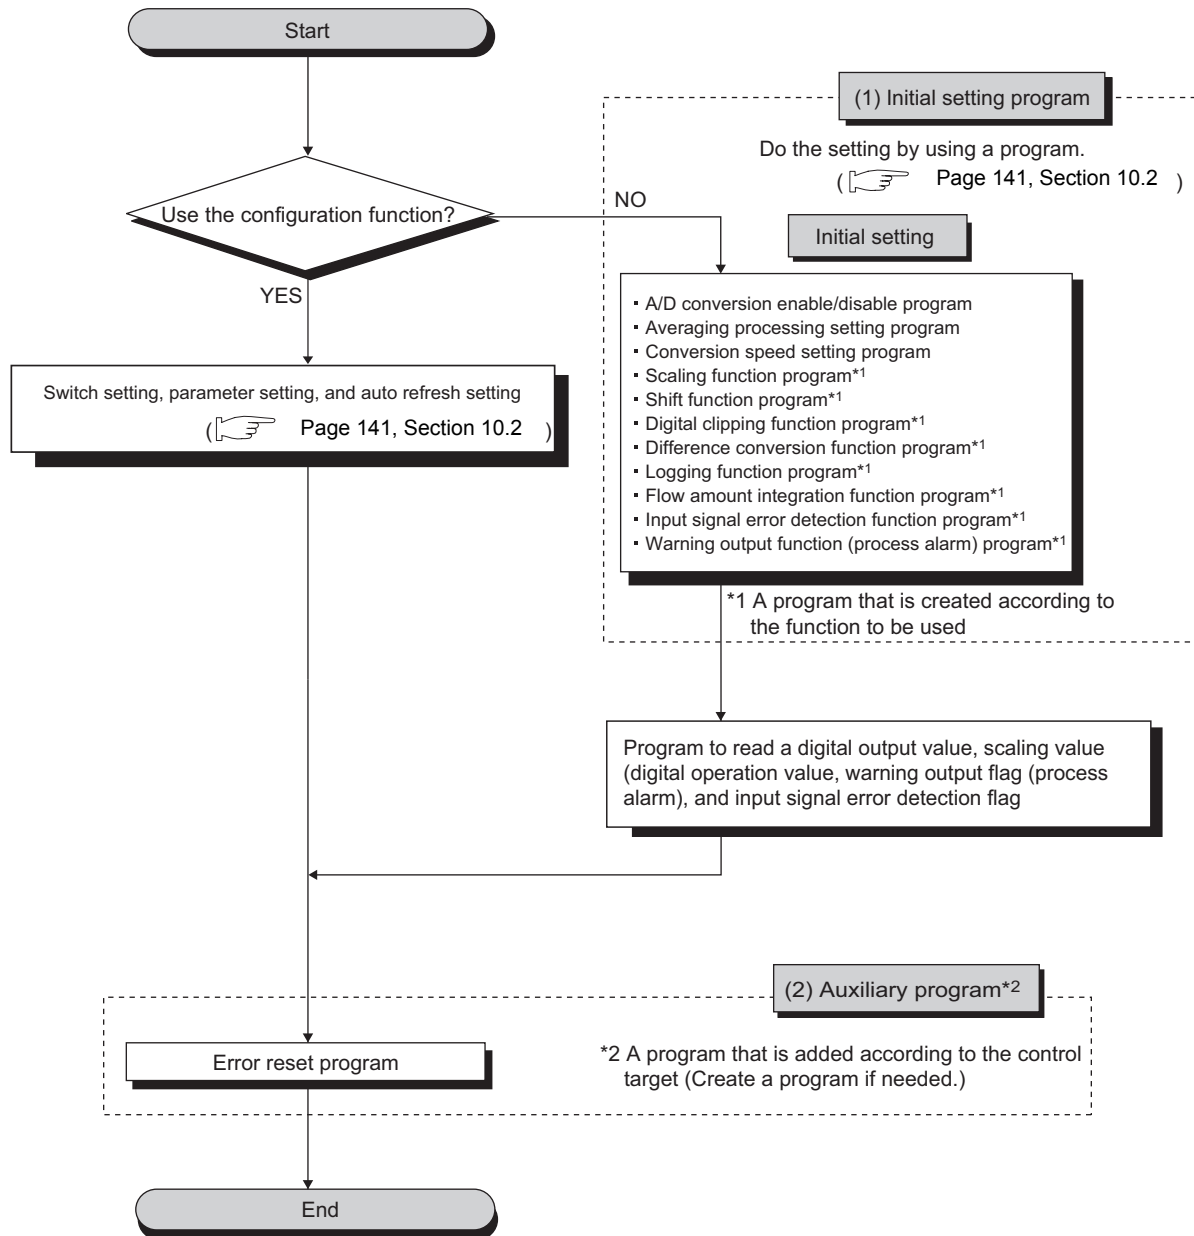 Start
(1) Initial setting program
Do the setting by using a program.
( Page 141, Section 10.2 )
Use the configuration function?
NO
Initial setting
YES
▪ A/D conversion enable/disable program
▪ Averaging processing setting program
▪ Conversion speed setting program
▪ Scaling function program*1
▪ Shift function program*1
▪ Digital clipping function program*1
▪ Difference conversion function program*1
▪ Logging function program*1
▪ Flow amount integration function program*1
▪ Input signal error detection function program*1
▪ Warning output function (process alarm) program*1
Switch setting, parameter setting, and auto refresh setting
( Page 141, Section 10.2 )
*1 A program that is created according to
the function to be used
Program to read a digital output value, scaling value
(digital operation value, warning output flag (process
alarm), and input signal error detection flag
(2) Auxiliary program*2
Error reset program
*2 A program that is added according to the control
target (Create a program if needed.)
End